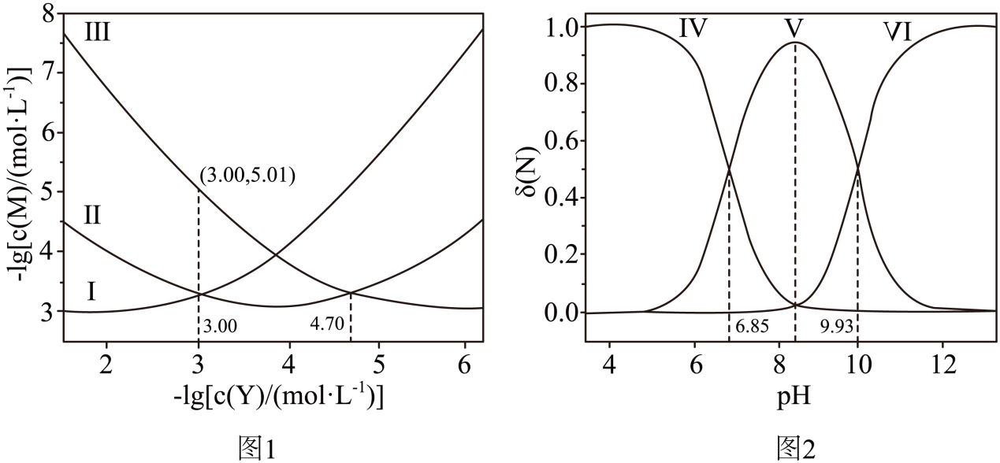 -lg[c(M)/(mol·L⁻¹)]
8
7
6
5
4
3
III
II
I
(3.00,5.01)
3.00
4.70
2
3
4
5
6
-lg[c(Y)/(mol·L⁻¹)]
图1
δ(N)
1.0
0.8
0.6
0.4
0.2
0.0
IV
V
VI
6.85
9.93
4
6
8
10
12
pH
图2